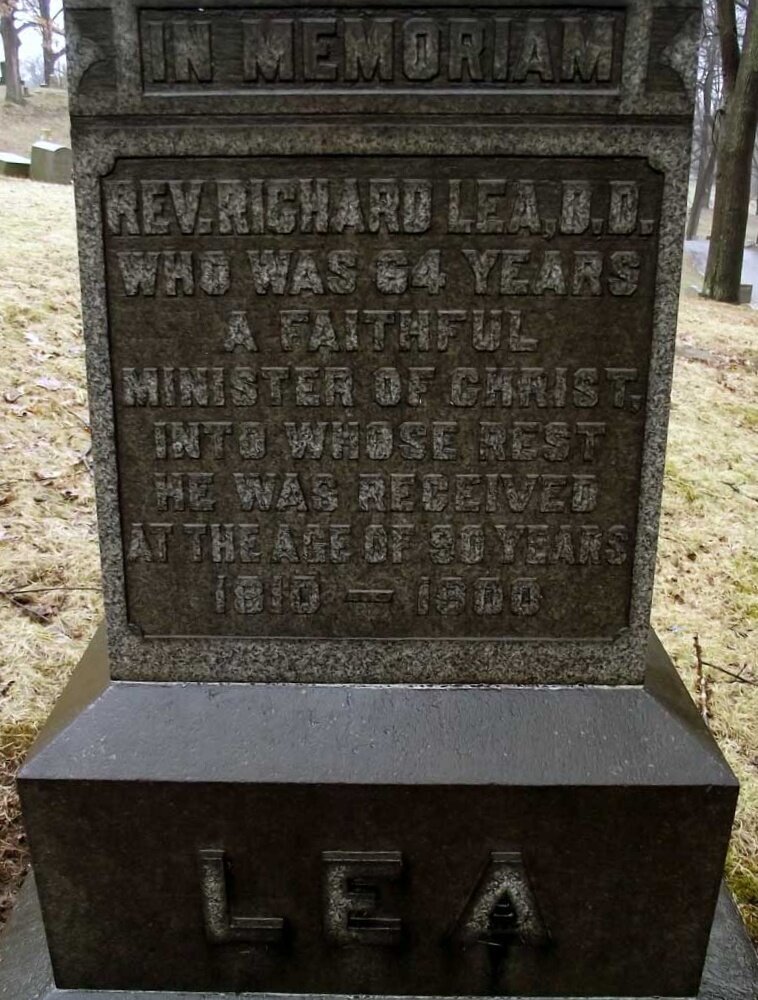 IN MEMORIAM
REV. RICHARD LEA, D.D.
WHO WAS 64 YEARS
A FAITHFUL
MINISTER OF CHRIST,
INTO WHOSE REST
HE WAS RECEIVED
AT THE AGE OF 90 YEARS
1810 — 1900
LEA